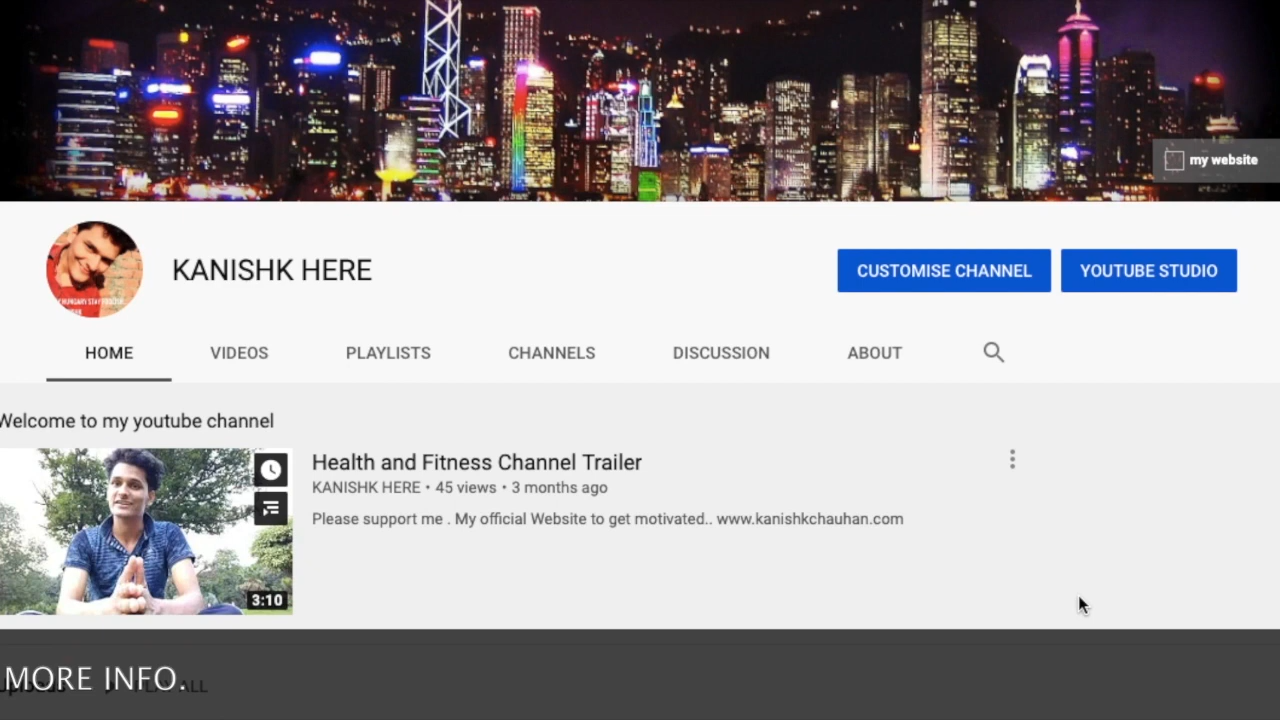 my website
KANISHK HERE
CUSTOMISE CHANNEL
YOUTUBE STUDIO
HOME VIDEOS PLAYLISTS CHANNELS DISCUSSION ABOUT
Welcome to my youtube channel
Health and Fitness Channel Trailer
KANISHK HERE • 45 views • 3 months ago
Please support me . My official Website to get motivated.. www.kanishkchauhan.com
3:10
MORE INFO.